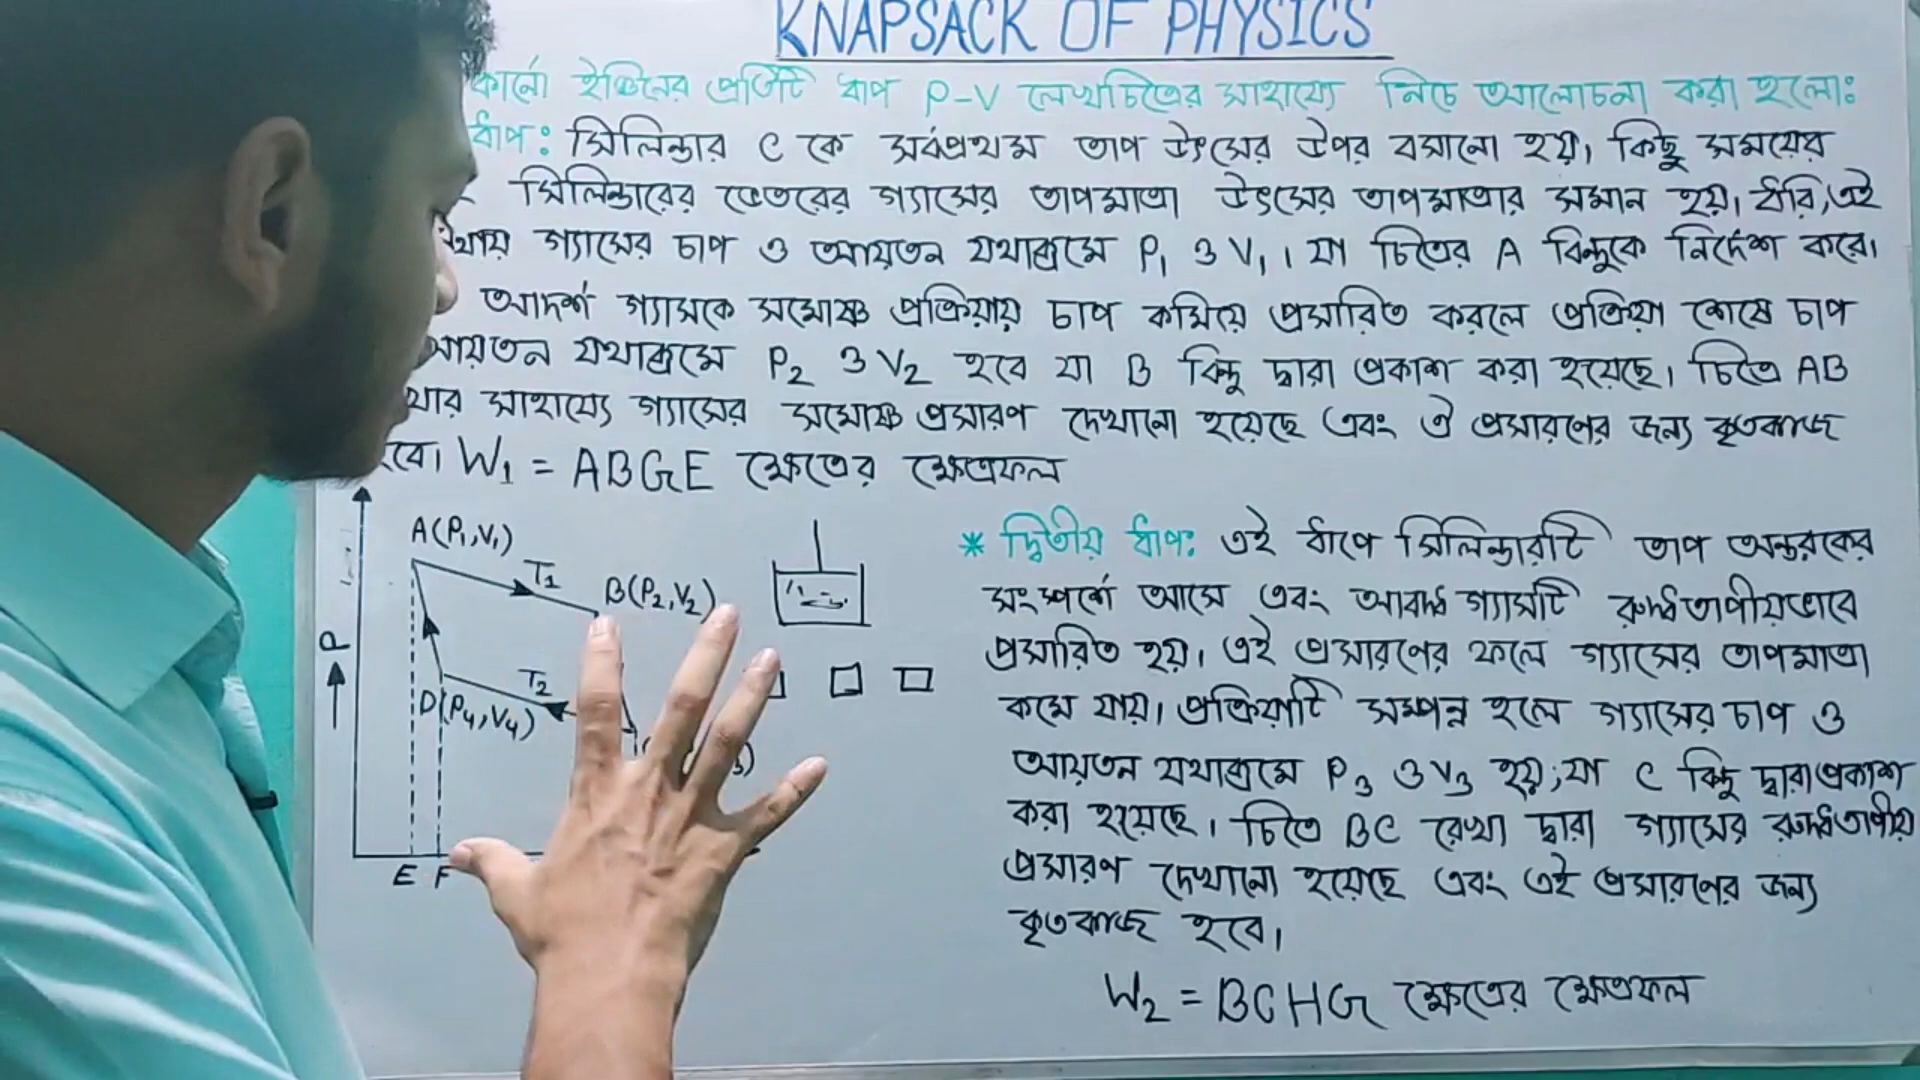 KNAPSACK OF PHYSICS
কার্নো ইঞ্জিনের প্রতিটি ধাপ P-V লেখচিত্রের সাহায্যে নিচে আলোচনা করা হলোঃ
ধাপঃ সিলিন্ডার C কে সর্বপ্রথম তাপ উৎসের উপর বসানো হয়। কিছু সময়ের
সিলিন্ডারের ভেতরের গ্যাসের তাপমাত্রা উৎসের তাপমাত্রার সমান হয়। ধরি, এই
গ্যাসের চাপ ও আয়তন যথাক্রমে P₁ ও V₁। যা চিত্রের A বিন্দুকে নির্দেশ করে।
আদর্শ গ্যাসকে সমোষ্ণ প্রক্রিয়ায় চাপ কমিয়ে প্রসারিত করলে প্রক্রিয়া শেষে চাপ
আয়তন যথাক্রমে P₂ ও V₂ হবে যা B বিন্দু দ্বারা প্রকাশ করা হয়েছে। চিত্রে AB
সাহায্যে গ্যাসের সমোষ্ণ প্রসারণ দেখানো হয়েছে এবং ঐ প্রসারণের জন্য কৃতকাজ
W₁ = ABGE ক্ষেত্রের ক্ষেত্রফল
A(P₁,V₁)
T₁
B(P₂,V₂)
P
T₂
D(P₄,V₄)
E F
* দ্বিতীয় ধাপঃ এই ধাপে সিলিন্ডারটি তাপ অন্তরকের
সংস্পর্শে আসে এবং আবদ্ধ গ্যাসটি রুদ্ধতাপীয়ভাবে
প্রসারিত হয়। এই প্রসারণের ফলে গ্যাসের তাপমাত্রা
কমে যায়। প্রক্রিয়াটি সম্পন্ন হলে গ্যাসের চাপ ও
আয়তন যথাক্রমে P₃ ও V₃ হয়; যা C বিন্দু দ্বারা প্রকাশ
করা হয়েছে। চিত্রে BC রেখা দ্বারা গ্যাসের রুদ্ধতাপীয়
প্রসারণ দেখানো হয়েছে এবং এই প্রসারণের জন্য
কৃতকাজ হবে।
W₂ = BCHG ক্ষেত্রের ক্ষেত্রফল